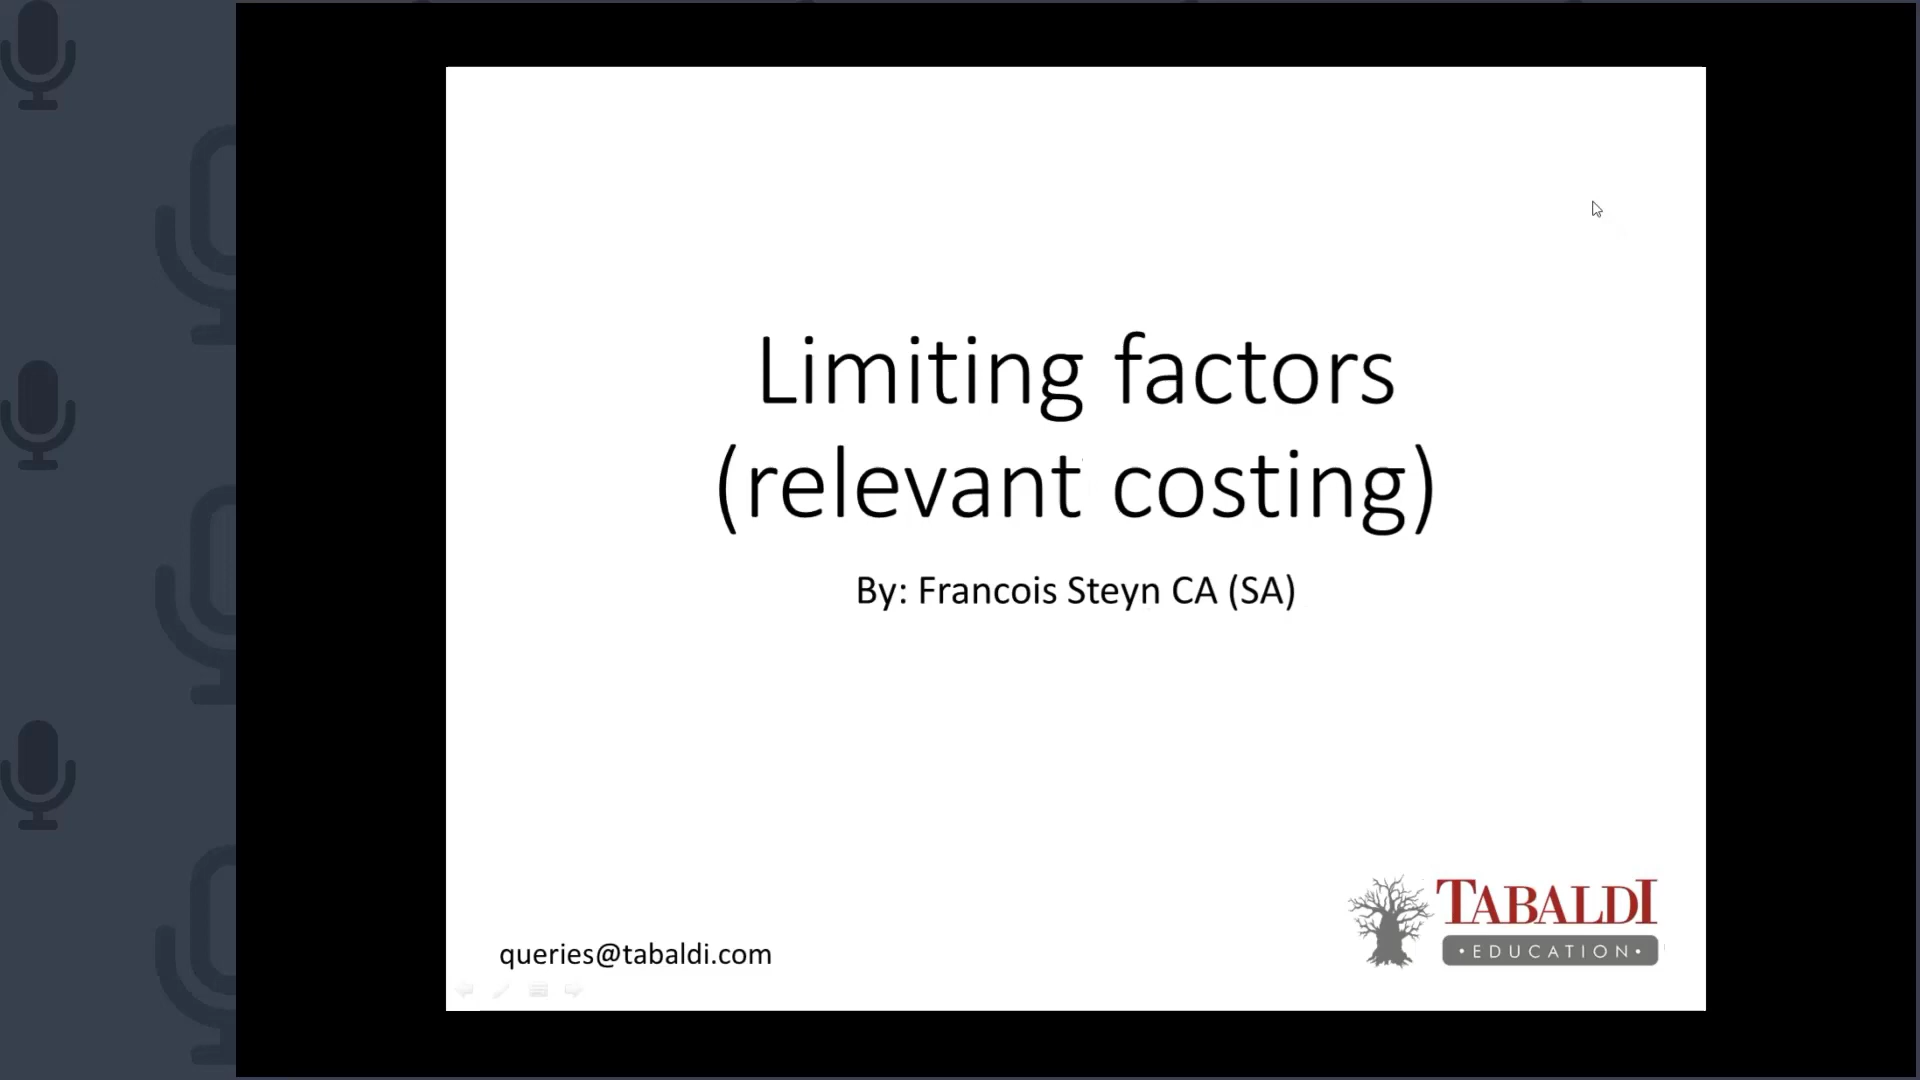 Limiting factors
(relevant costing)
By: Francois Steyn CA (SA)
queries@tabaldi.com
TABALDI
•EDUCATION•